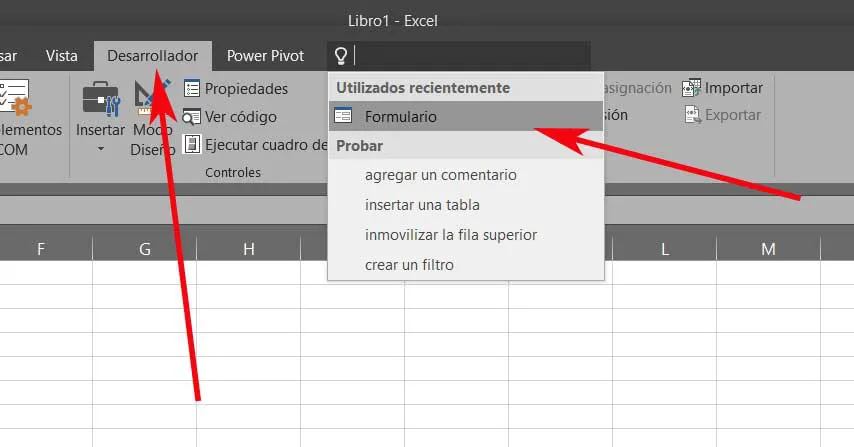 Libro1 - Excel
sar Vista Desarrollador Power Pivot
Utilizados recientemente
Formulario
Probar
agregar un comentario
insertar una tabla
inmovilizar la fila superior
crear un filtro
lementos
COM
Insertar
Modo
Diseño
Propiedades
Ver código
Ejecutar cuadro de
Controles
asignación
sión
Importar
Exportar
F G H L M